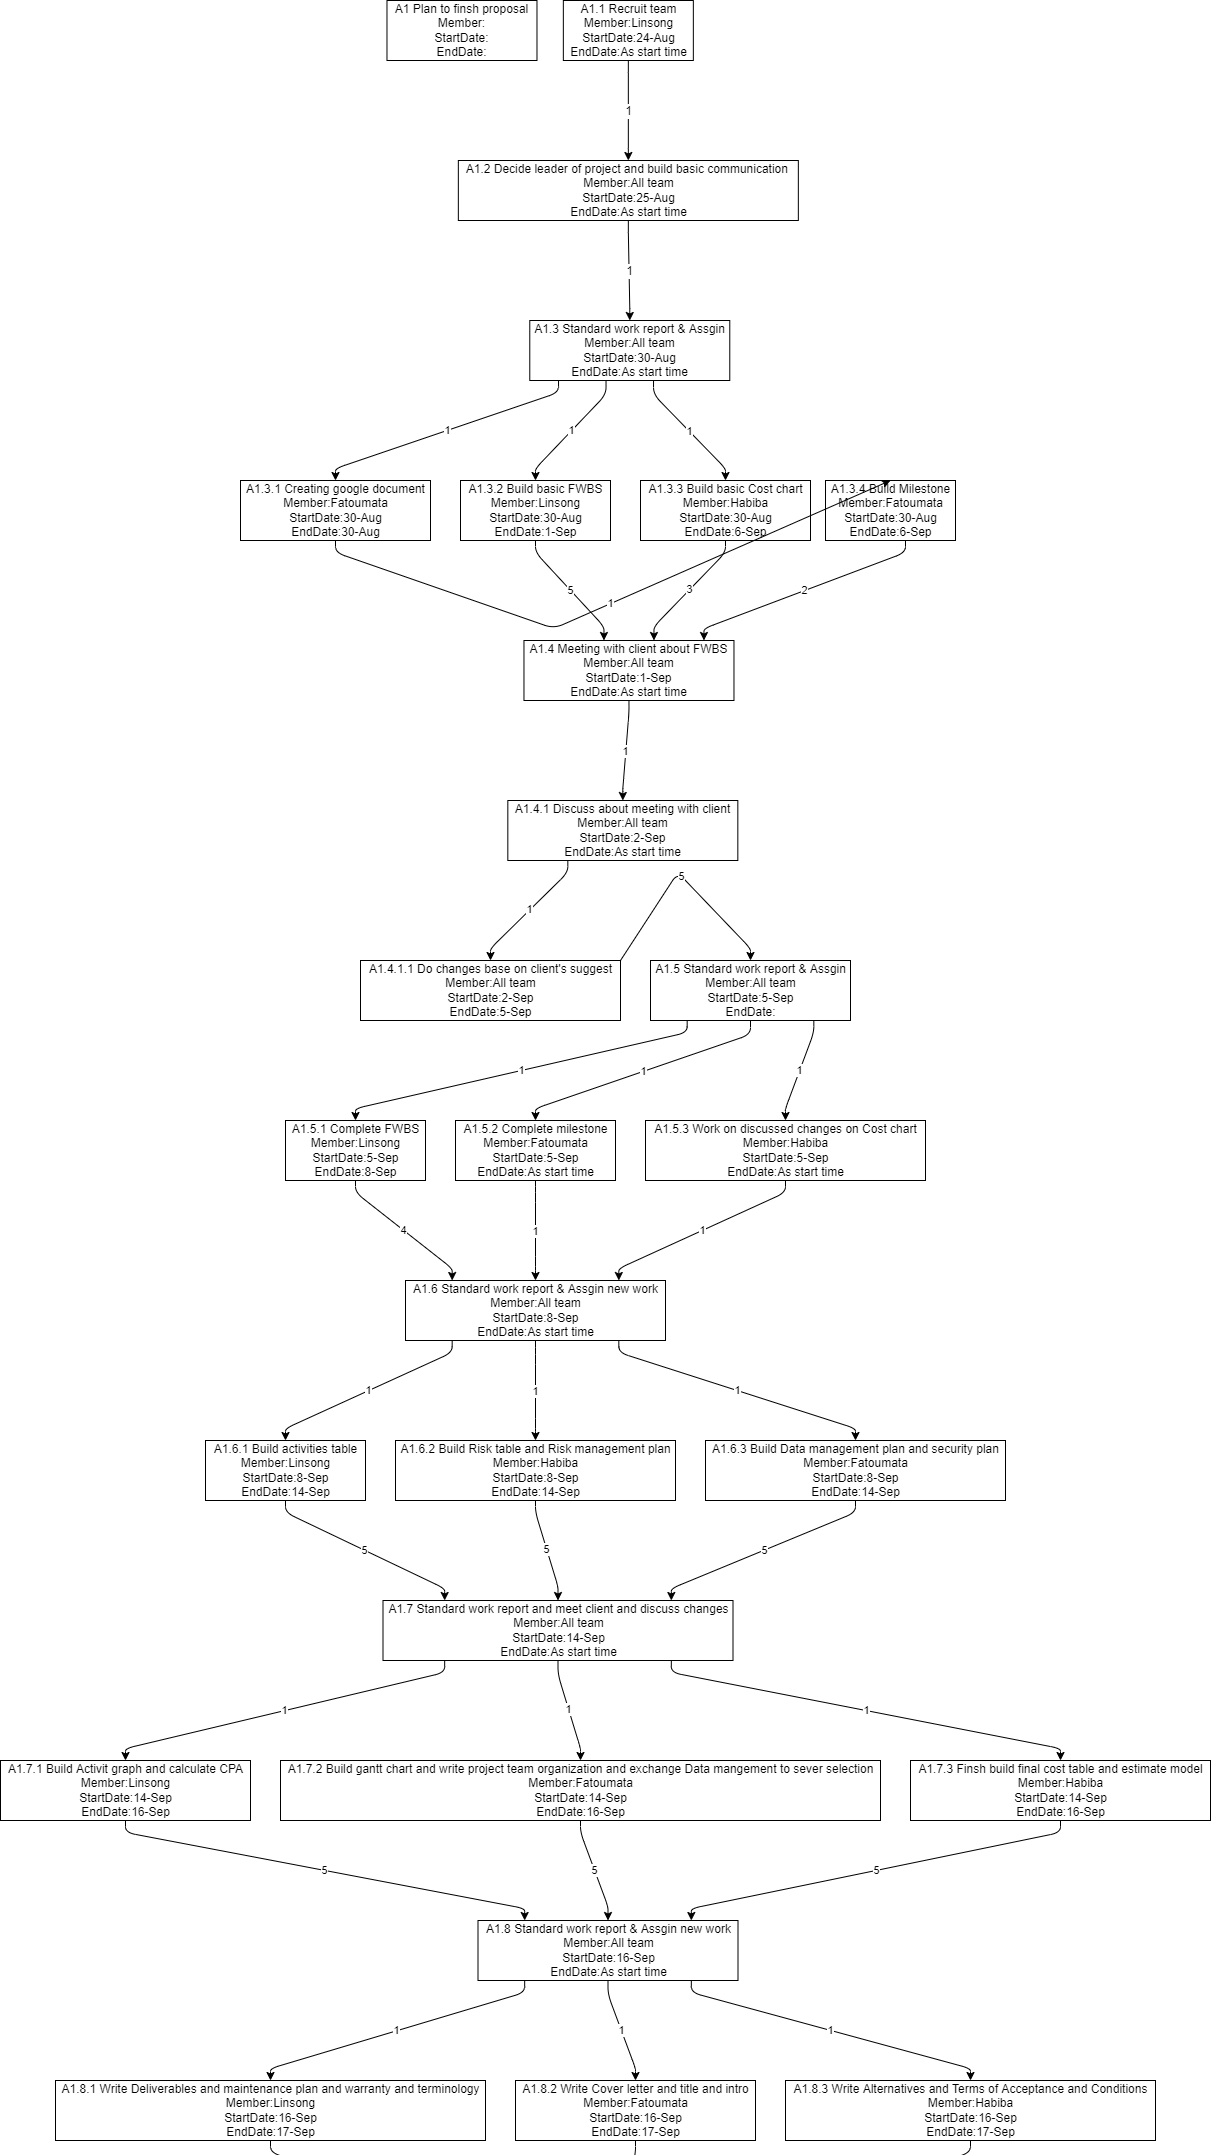 A1 Plan to finsh proposal
Member:
StartDate:
EndDate:
A1.1 Recruit team
Member:Linsong
StartDate:24-Aug
EndDate:As start time
1
A1.2 Decide leader of project and build basic communication
Member:All team
StartDate:25-Aug
EndDate:As start time
1
A1.3 Standard work report & Assgin
Member:All team
StartDate:30-Aug
EndDate:As start time
1
1
1
A1.3.1 Creating google document
Member:Fatoumata
StartDate:30-Aug
EndDate:30-Aug
A1.3.2 Build basic FWBS
Member:Linsong
StartDate:30-Aug
EndDate:1-Sep
A1.3.3 Build basic Cost chart
Member:Habiba
StartDate:30-Aug
EndDate:6-Sep
A1.3.4 Build Milestone
Member:Fatoumata
StartDate:30-Aug
EndDate:6-Sep
5
1
3
2
A1.4 Meeting with client about FWBS
Member:All team
StartDate:1-Sep
EndDate:As start time
1
A1.4.1 Discuss about meeting with client
Member:All team
StartDate:2-Sep
EndDate:As start time
1
5
A1.4.1.1 Do changes base on client's suggest
Member:All team
StartDate:2-Sep
EndDate:5-Sep
A1.5 Standard work report & Assgin
Member:All team
StartDate:5-Sep
EndDate:
1
1
1
A1.5.1 Complete FWBS
Member:Linsong
StartDate:5-Sep
EndDate:8-Sep
A1.5.2 Complete milestone
Member:Fatoumata
StartDate:5-Sep
EndDate:As start time
A1.5.3 Work on discussed changes on Cost chart
Member:Habiba
StartDate:5-Sep
EndDate:As start time
4
1
1
A1.6 Standard work report & Assgin new work
Member:All team
StartDate:8-Sep
EndDate:As start time
1
1
1
A1.6.1 Build activities table
Member:Linsong
StartDate:8-Sep
EndDate:14-Sep
A1.6.2 Build Risk table and Risk management plan
Member:Habiba
StartDate:8-Sep
EndDate:14-Sep
A1.6.3 Build Data management plan and security plan
Member:Fatoumata
StartDate:8-Sep
EndDate:14-Sep
5
5
5
A1.7 Standard work report and meet client and discuss changes
Member:All team
StartDate:14-Sep
EndDate:As start time
1
1
1
A1.7.1 Build Activit graph and calculate CPA
Member:Linsong
StartDate:14-Sep
EndDate:16-Sep
A1.7.2 Build gantt chart and write project team organization and exchange Data mangement to sever selection
Member:Fatoumata
StartDate:14-Sep
EndDate:16-Sep
A1.7.3 Finsh build final cost table and estimate model
Member:Habiba
StartDate:14-Sep
EndDate:16-Sep
5
5
5
A1.8 Standard work report & Assgin new work
Member:All team
StartDate:16-Sep
EndDate:As start time
1
1
1
A1.8.1 Write Deliverables and maintenance plan and warranty and terminology
Member:Linsong
StartDate:16-Sep
EndDate:17-Sep
A1.8.2 Write Cover letter and title and intro
Member:Fatoumata
StartDate:16-Sep
EndDate:17-Sep
A1.8.3 Write Alternatives and Terms of Acceptance and Conditions
Member:Habiba
StartDate:16-Sep
EndDate:17-Sep